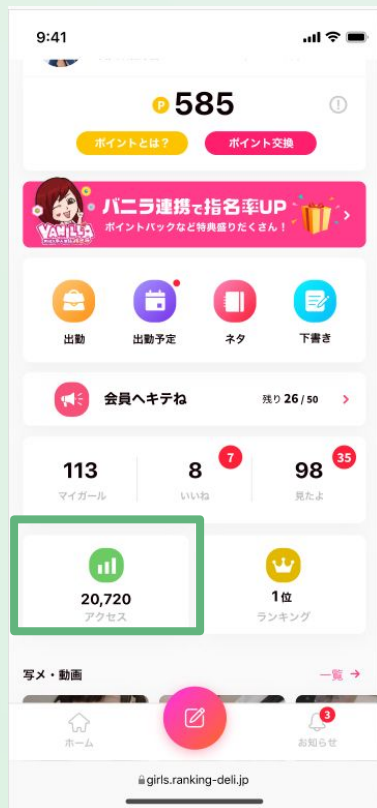 9:41
P 585
ポイントとは？ ポイント交換
バニラ連携で指名率UP
ポイントバックなど特典盛りだくさん！
VANILLA
出勤 出勤予定 ネタ 下書き
会員へキテね 残り 26 / 50
7 35
113 8 98
マイガール いいね 見たよ
20,720 1位
アクセス ランキング
写メ・動画 一覧
3
ホーム お知らせ
girls.ranking-deli.jp